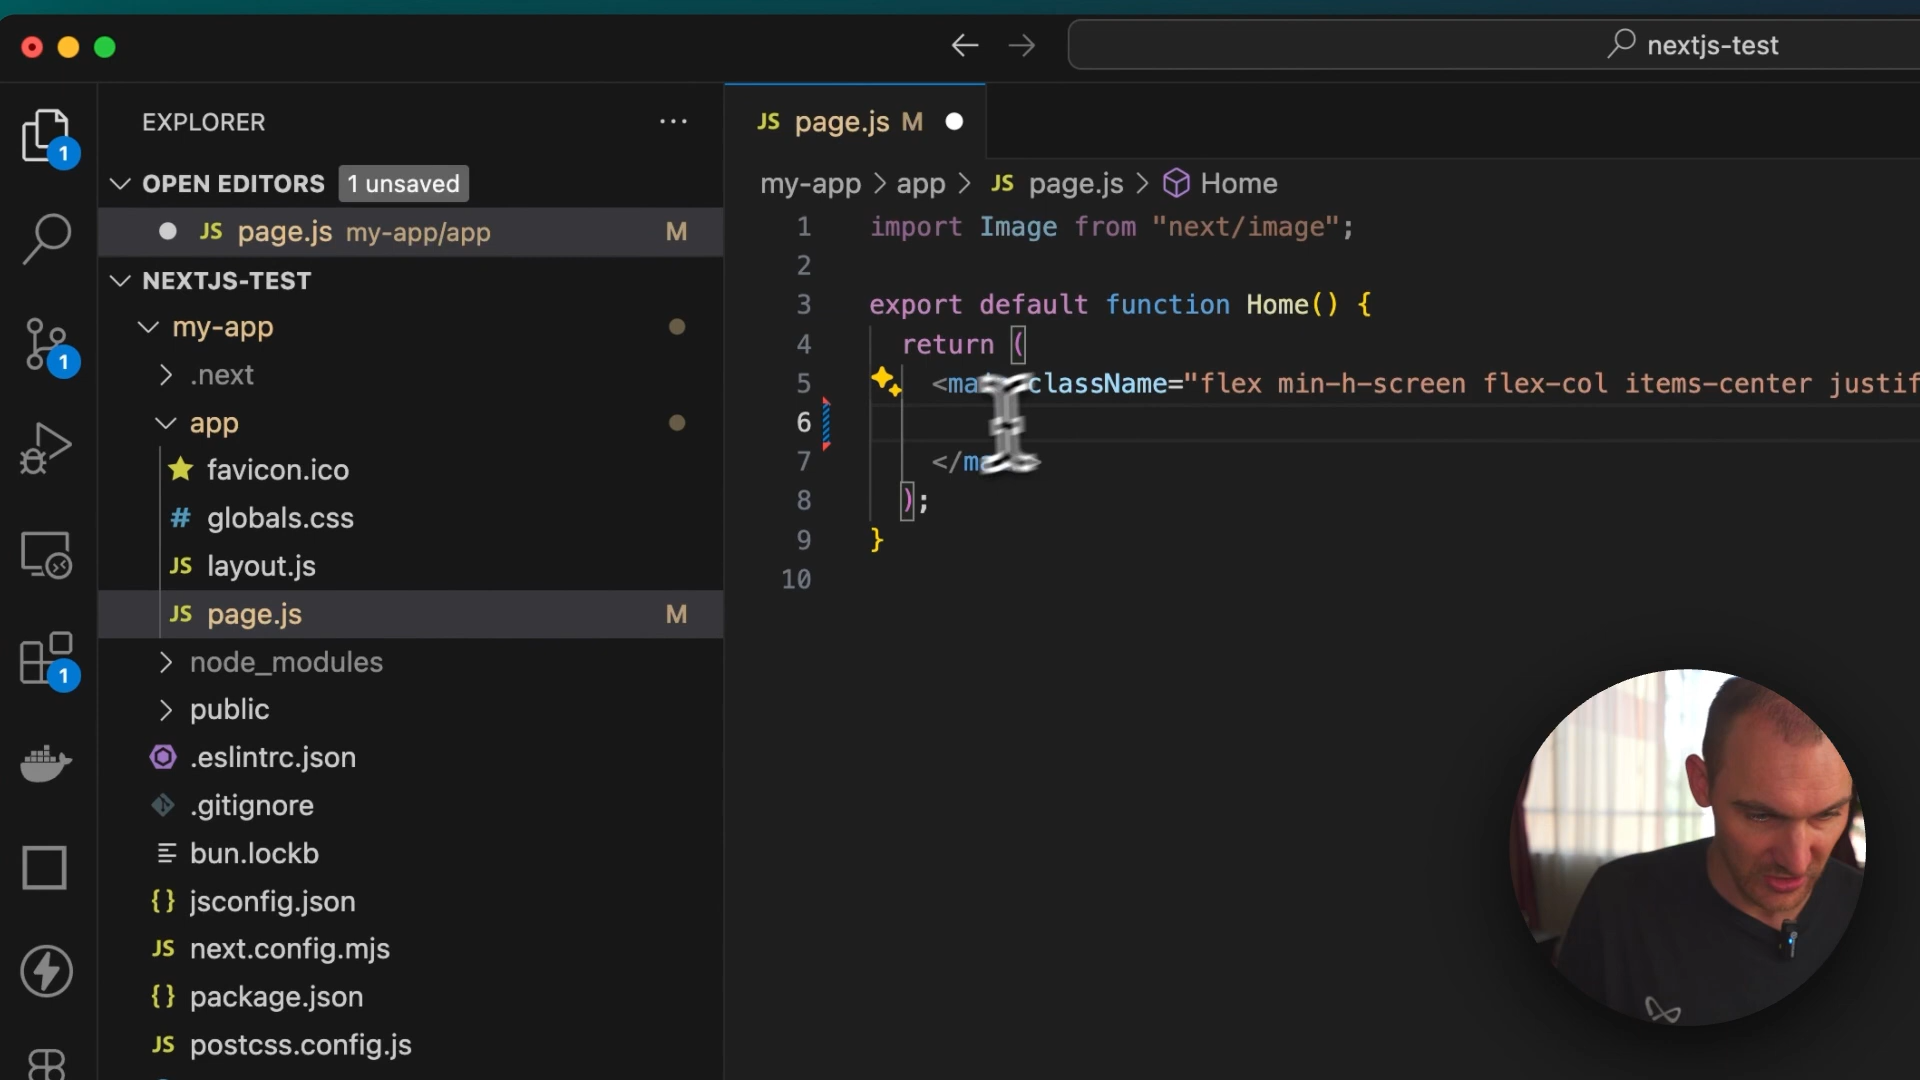 nextjs-test
EXPLORER
page.js M
1
OPEN EDITORS 1 unsaved
my-app > app > JS page.js > Home
JS page.js my-app/app M
NEXTJS-TEST
my-app
.next
app
favicon.ico
# globals.css
JS layout.js
JS page.js M
node_modules
public
.eslintrc.json
.gitignore
bun.lockb
{} jsconfig.json
JS next.config.mjs
{} package.json
JS postcss.config.js
1
1
JS
1 import Image from "next/image";
2
3 export default function Home() {
4 return (
5 className="flex min-h-screen flex-col items-center
6
7
8 );
9 }
10